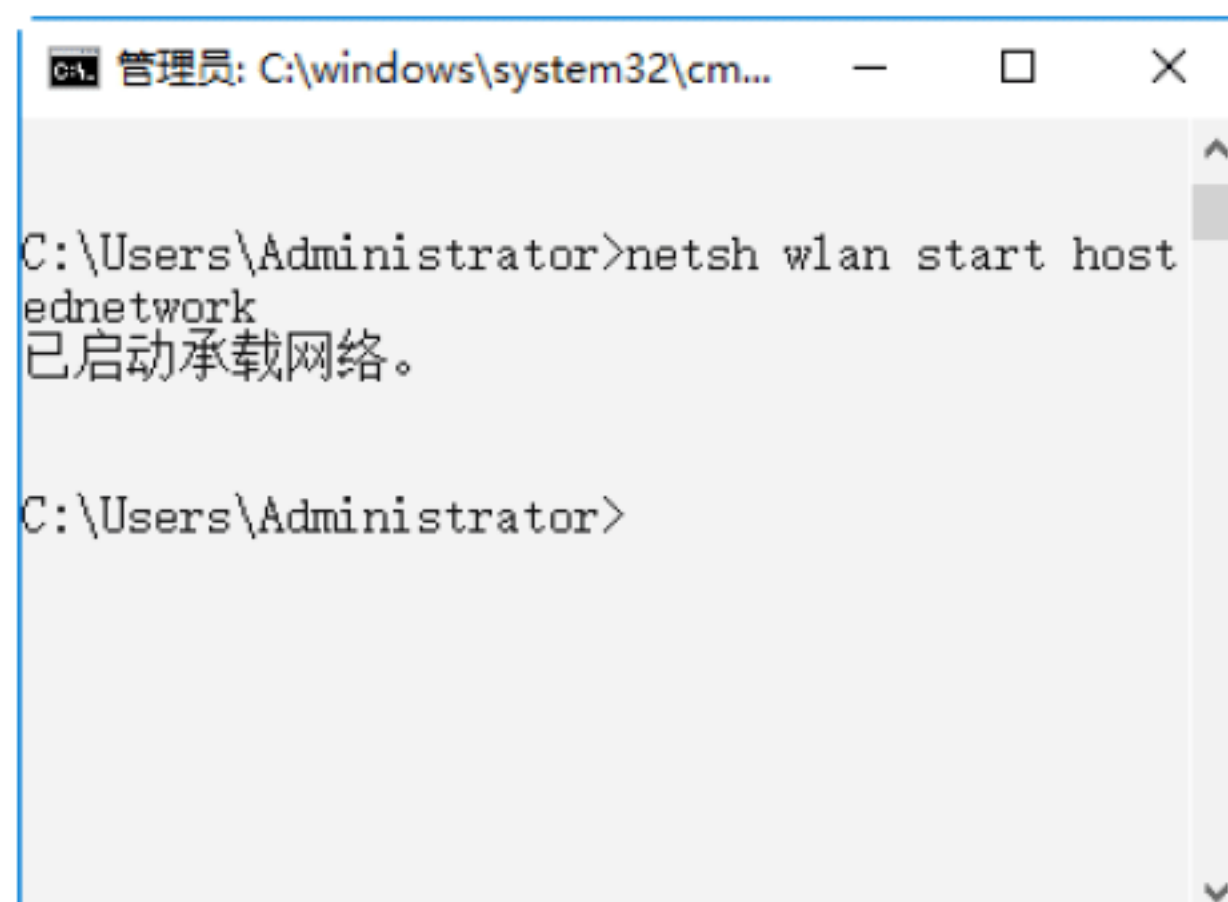 管理员: C:\windows\system32\cm...
C:\Users\Administrator>netsh wlan start host
ednetwork
已启动承载网络。
C:\Users\Administrator>